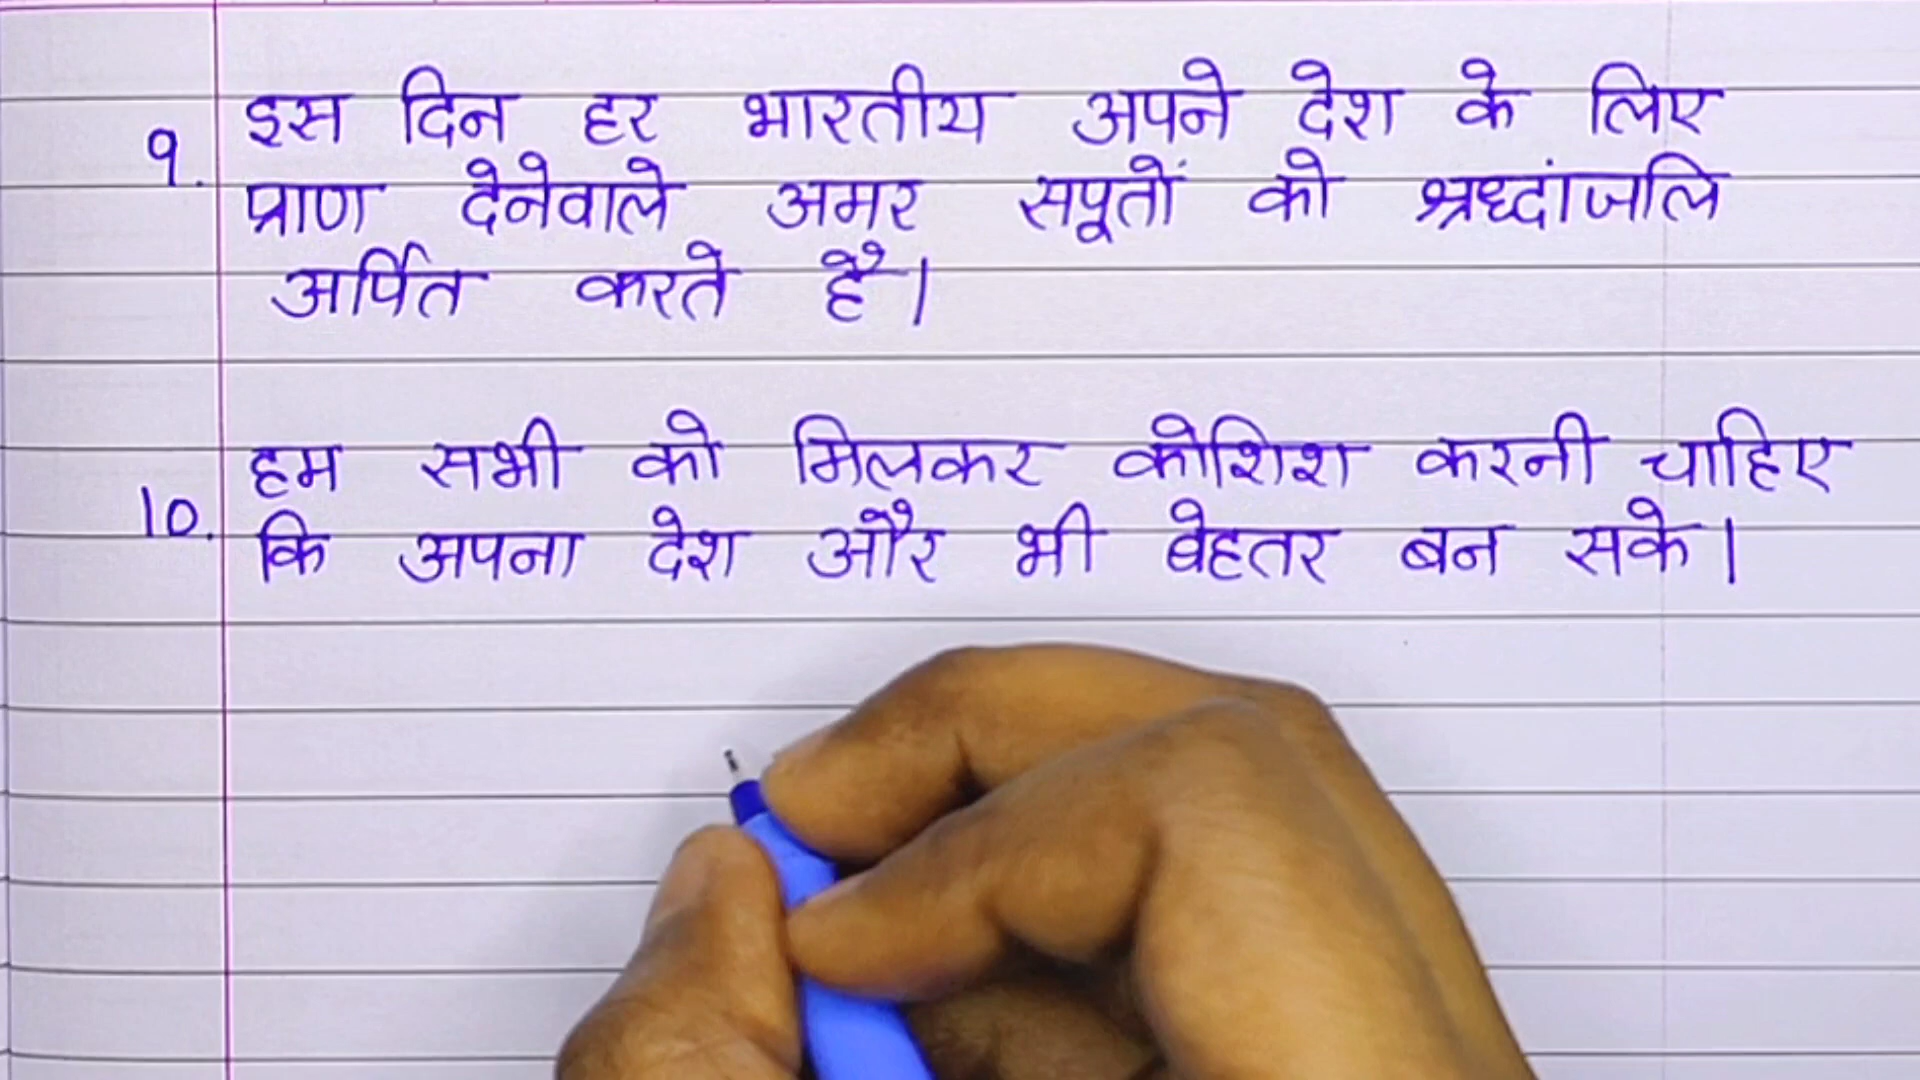 9. इस दिन हर भारतीय अपने देश के लिए
प्राण देनेवाले अमर सपूतों को श्रध्दांजलि
अर्पित करते है।
10. हम सभी को मिलकर कोशिश करनी चाहिए
कि अपना देश और भी बेहतर बन सके।